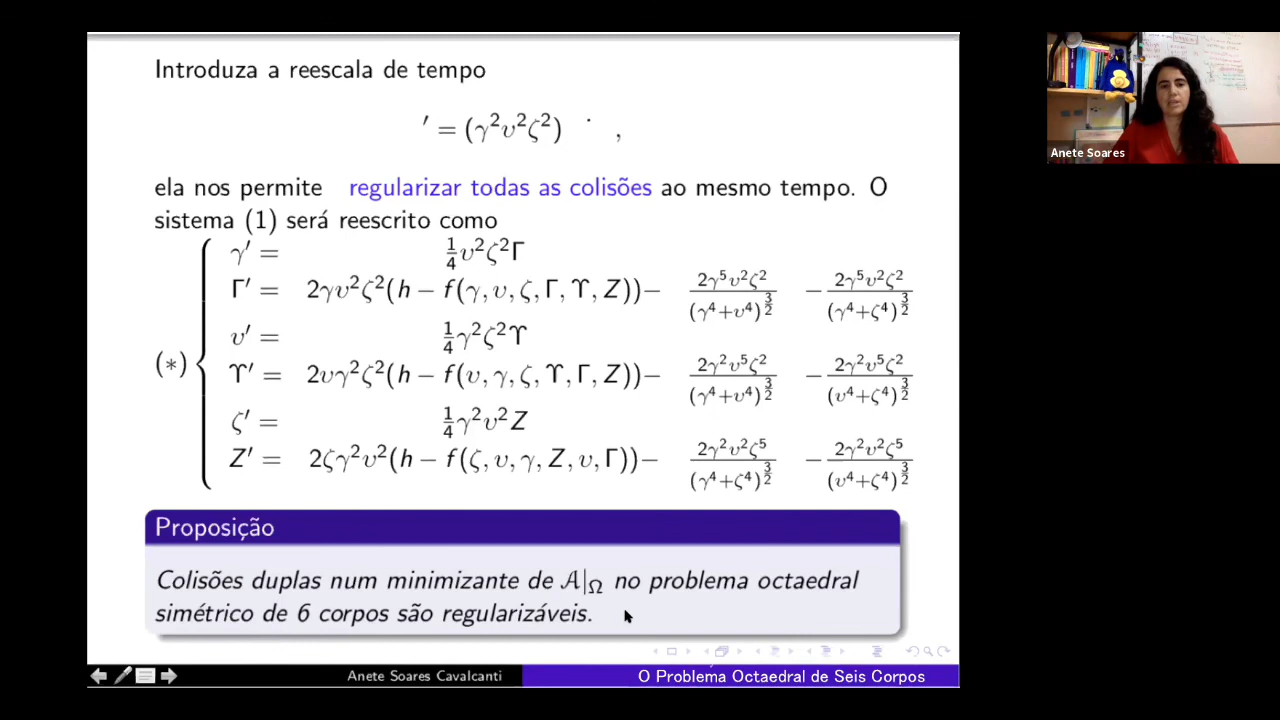 Introduza a reescala de tempo
′ = (γ²υ²ζ²) ˙ ,
ela nos permite regularizar todas as colisões ao mesmo tempo. O
sistema (1) será reescrito como
γ′ = ¼υ²ζ²Γ
Γ′ = 2γυ²ζ²(h − f(γ, υ, ζ, Γ, ϒ, Z))− 2γ⁵υ²ζ²/(γ⁴+υ⁴)^{3/2} − 2γ⁵υ²ζ²/(γ⁴+ζ⁴)^{3/2}
υ′ = ¼γ²ζ²ϒ
(∗) ϒ′ = 2υγ²ζ²(h − f(υ, γ, ζ, ϒ, Γ, Z))− 2γ²υ⁵ζ²/(γ⁴+υ⁴)^{3/2} − 2γ²υ⁵ζ²/(υ⁴+ζ⁴)^{3/2}
ζ′ = ¼γ²υ²Z
Z′ = 2ζγ²υ²(h − f(ζ, υ, γ, Z, υ, Γ))− 2γ²υ²ζ⁵/(γ⁴+ζ⁴)^{3/2} − 2γ²υ²ζ⁵/(υ⁴+ζ⁴)^{3/2}
Proposição
Colisões duplas num minimizante de 𝒜|_Ω no problema octaedral
simétrico de 6 corpos são regularizáveis.
Anete Soares Cavalcanti
O Problema Octaedral de Seis Corpos
Anete Soares